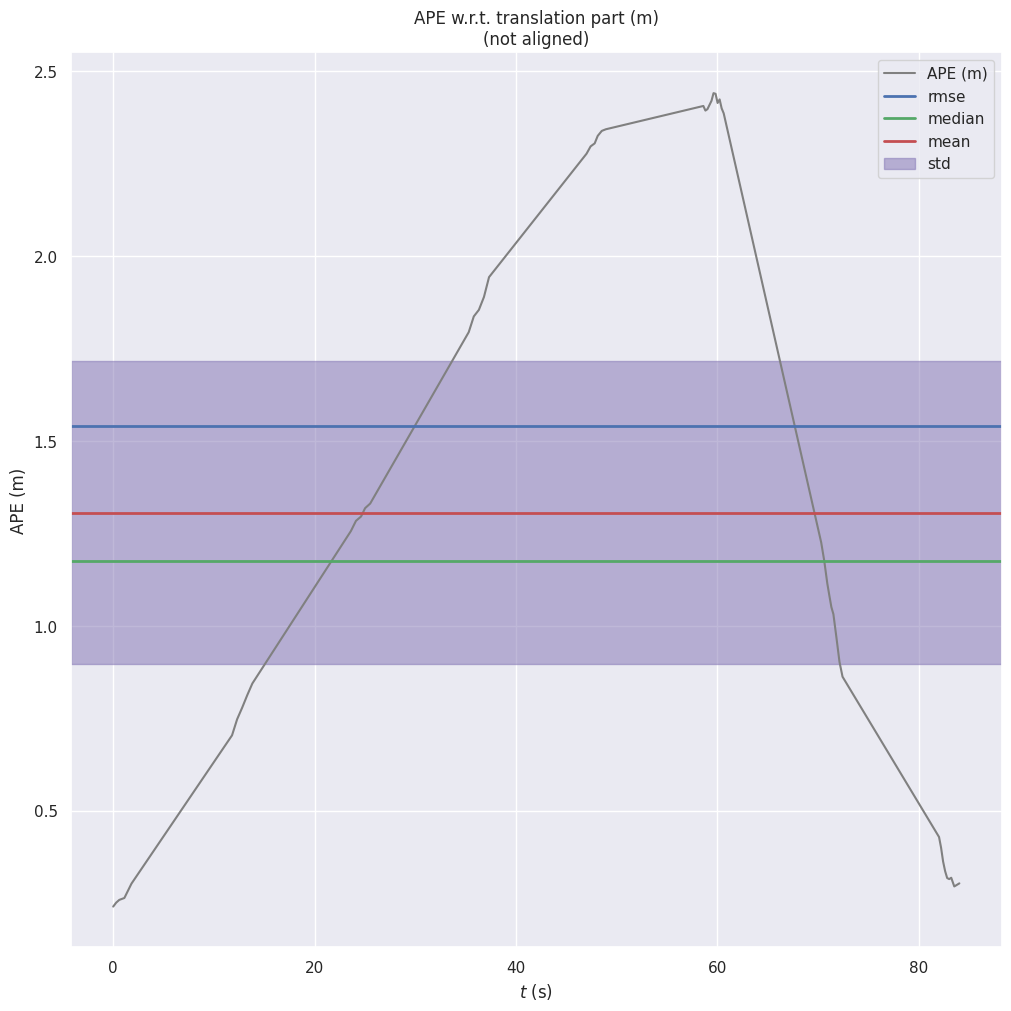 APE w.r.t. translation part (m)
(not aligned)
APE (m)
rmse
median
mean
std
2.5
2.0
1.5
1.0
0.5
APE (m)
0 20 40 60 80
t (s)